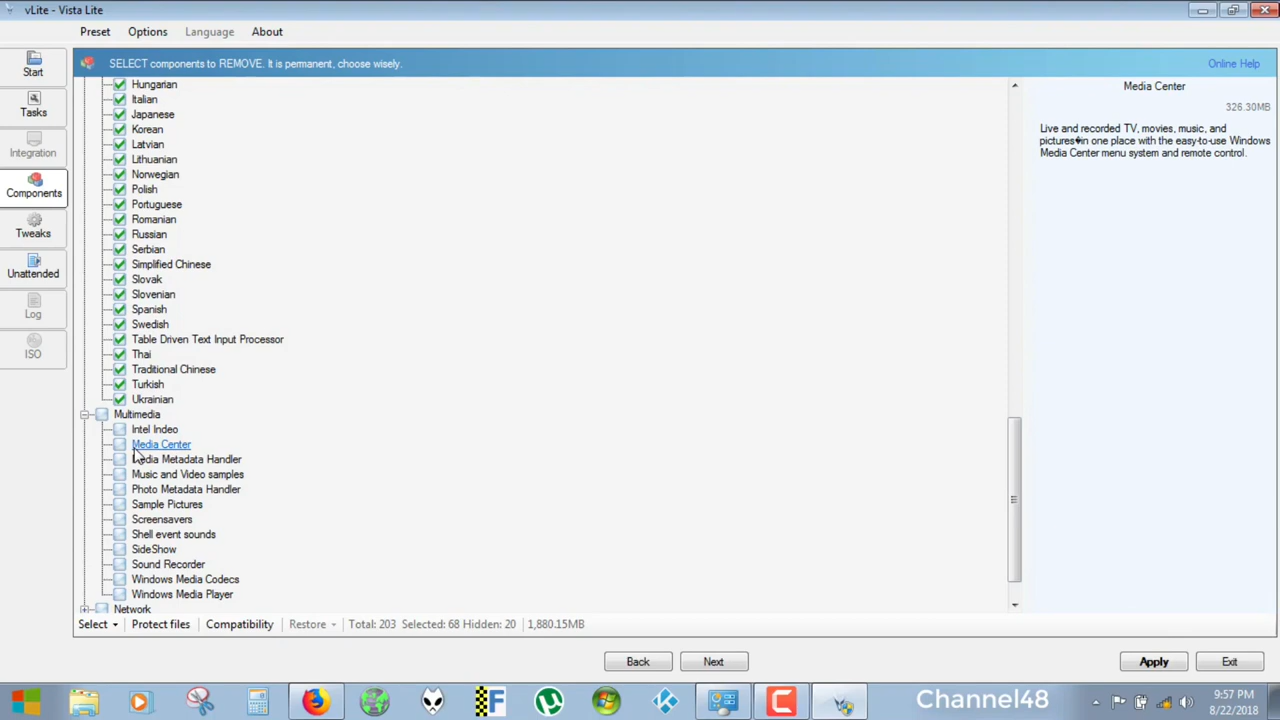 vLite - Vista Lite
Preset Options Language About
SELECT components to REMOVE. It is permanent, choose wisely.
Online Help
Start
Tasks
Integration
Components
Tweaks
Unattended
Log
ISO
Hungarian
Italian
Japanese
Korean
Latvian
Lithuanian
Norwegian
Polish
Portuguese
Romanian
Russian
Serbian
Simplified Chinese
Slovak
Slovenian
Spanish
Swedish
Table Driven Text Input Processor
Thai
Traditional Chinese
Turkish
Ukrainian
Multimedia
Intel Indeo
Media Center
Media Metadata Handler
Music and Video samples
Photo Metadata Handler
Sample Pictures
Screensavers
Shell event sounds
SideShow
Sound Recorder
Windows Media Codecs
Windows Media Player
Network
Media Center
326.30MB
Live and recorded TV, movies, music, and
pictures�in one place with the easy-to-use Windows
Media Center menu system and remote control.
Select Protect files Compatibility Restore Total: 203 Selected: 68 Hidden: 20 1,880.15MB
Back Next Apply Exit
Channel48
9:57 PM
8/22/2018